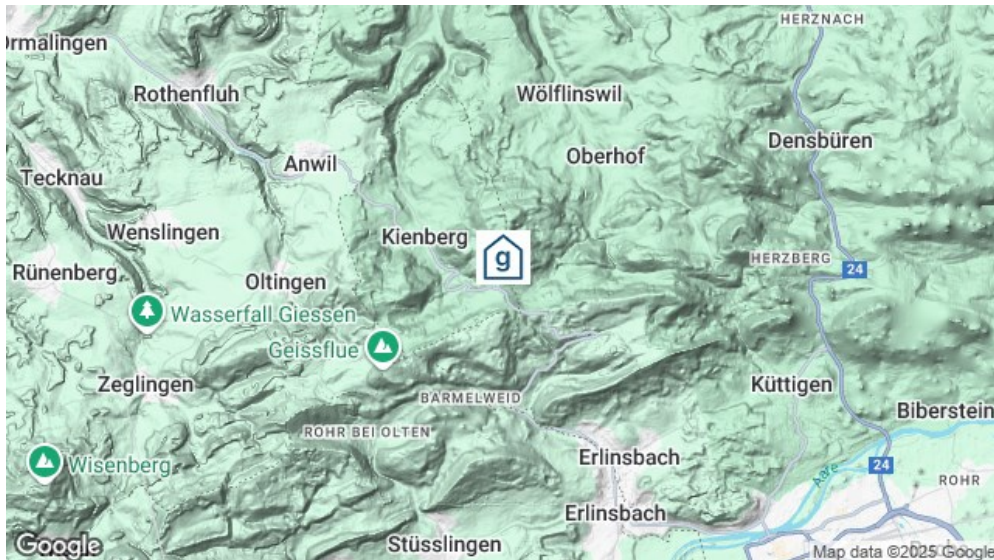 HERZNACH
Ormalingen
Rothenfluh
Wölflinswil
Densbüren
Oberhof
Anwil
Tecknau
Wenslingen
Kienberg
g
HERZBERG
Rünenberg
Oltingen
24
Wasserfall Giessen
Geissflue
Zeglingen
Küttigen
BARMELWEID
Biberstein
ROHR BEI OLTEN
Erlinsbach
Wisenberg
24
Aare
ROHR
Erlinsbach
Stüsslingen
Google
Map data ©2025 Google